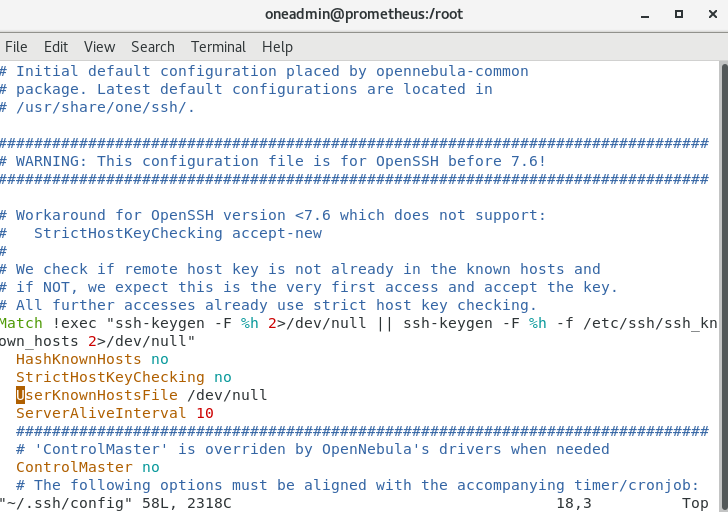 oneadmin@prometheus:/root
File Edit View Search Terminal Help
# Initial default configuration placed by opennebula-common
# package. Latest default configurations are located in
# /usr/share/one/ssh/.
###############################################################################
# WARNING: This configuration file is for OpenSSH before 7.6!
###############################################################################
# Workaround for OpenSSH version <7.6 which does not support:
#   StrictHostKeyChecking accept-new
#
# We check if remote host key is not already in the known hosts and
# if NOT, we expect this is the very first access and accept the key.
# All further accesses already use strict host key checking.
Match !exec "ssh-keygen -F %h 2>/dev/null || ssh-keygen -F %h -f /etc/ssh/ssh_kn
own_hosts 2>/dev/null"
  HashKnownHosts no
  StrictHostKeyChecking no
  UserKnownHostsFile /dev/null
  ServerAliveInterval 10
  #############################################################################
  # 'ControlMaster' is overriden by OpenNebula's drivers when needed
  ControlMaster no
  # The following options must be aligned with the accompanying timer/cronjob:
"~/.ssh/config" 58L, 2318C 18,3 Top